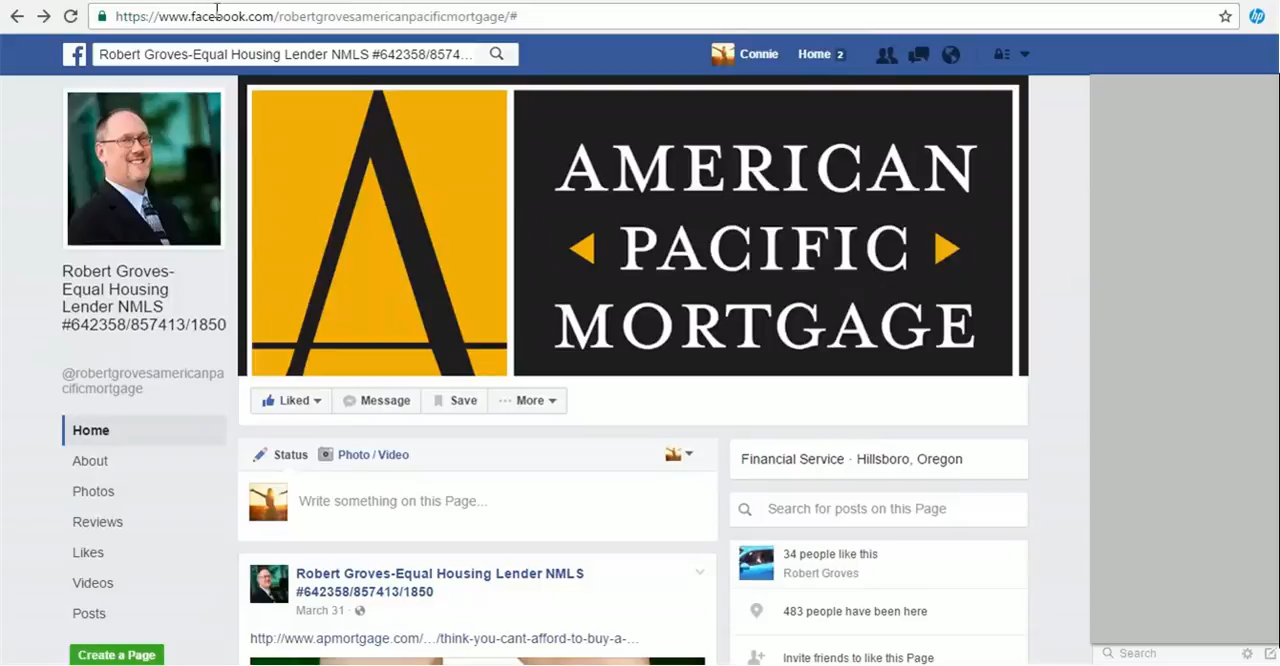 https://www.facebook.com/robertgrovesamericanpacificmortgage/#
Robert Groves-Equal Housing Lender NMLS #642358/8574...
Connie
Home 2
AMERICAN
PACIFIC
MORTGAGE
Robert Groves-
Equal Housing
Lender NMLS
#642358/857413/1850
@robertgrovesamericanpa
cificmortgage
Home
About
Photos
Reviews
Likes
Videos
Posts
Create a Page
Liked
Message
Save
More
Status
Photo / Video
Write something on this Page...
Robert Groves-Equal Housing Lender NMLS
#642358/857413/1850
March 31 ·
http://www.apmortgage.com/.../think-you-cant-afford-to-buy-a-...
Financial Service · Hillsboro, Oregon
Search for posts on this Page
34 people like this
Robert Groves
483 people have been here
Invite friends to like this Page
Search